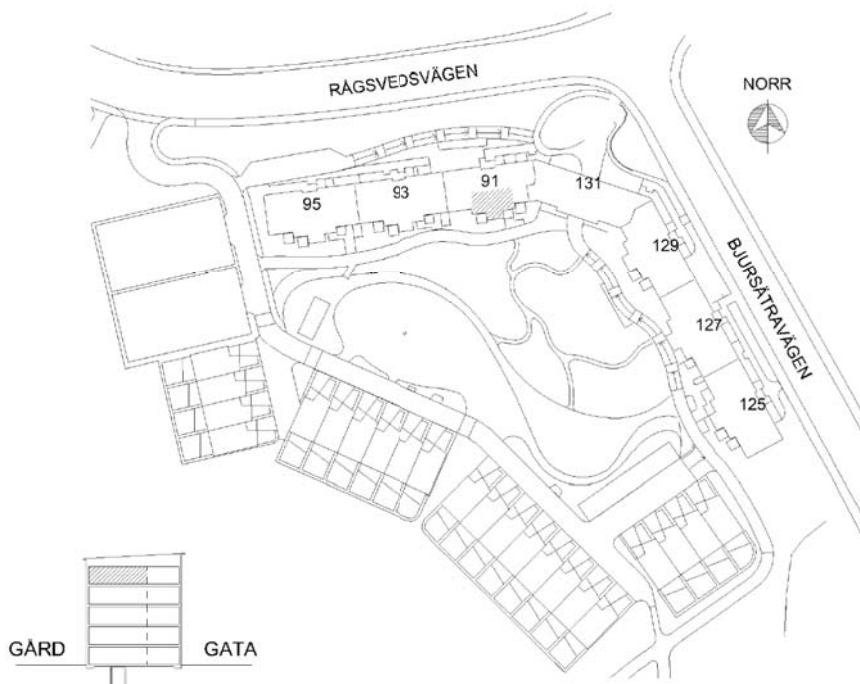 RÅGSVEDSVÄGEN
NORR
91
131
93
95
129
BJURSÄTRAVÄGEN
127
125
GÅRD
GATA